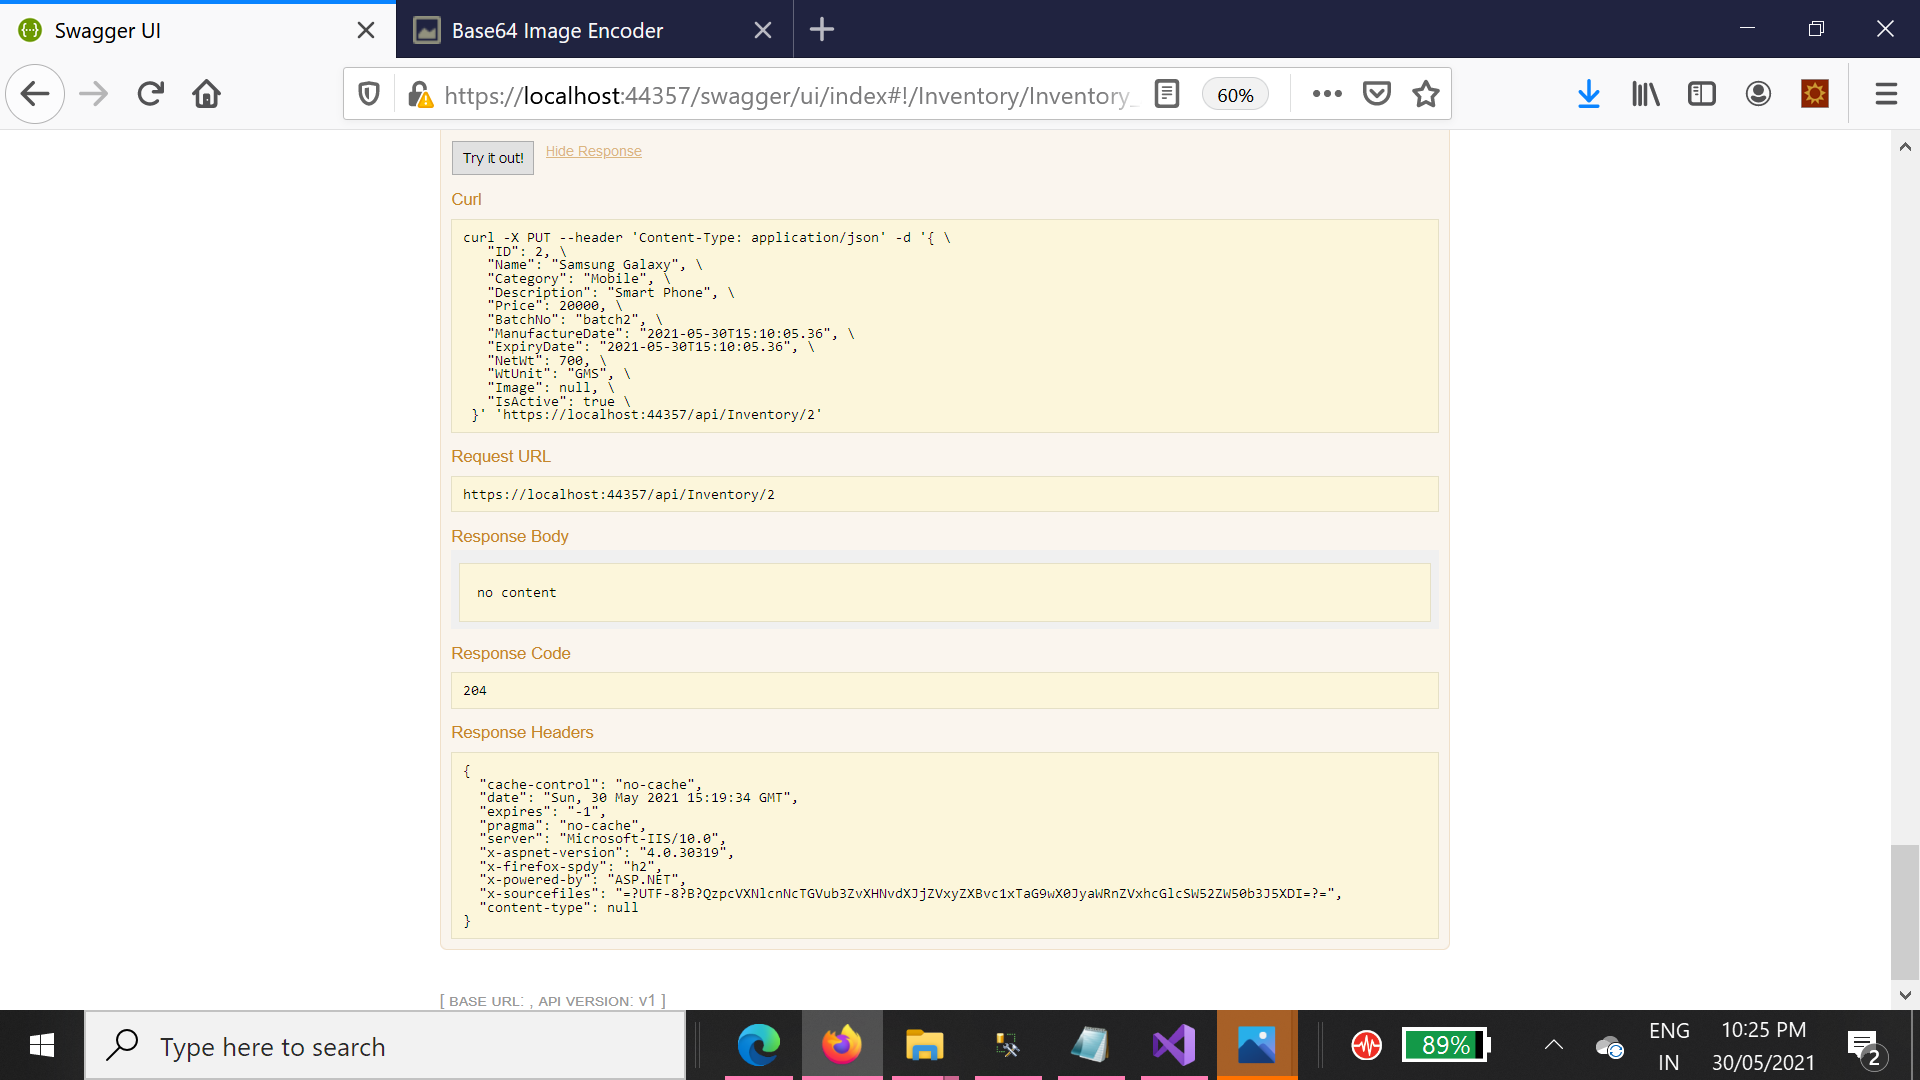 Swagger UI
Base64 Image Encoder
https://localhost:44357/swagger/ui/index#!/Inventory/Inventory_
60%
Try it out!
Hide Response
Curl
curl -X PUT --header 'Content-Type: application/json' -d '{ \
"ID": 2, \
"Name": "Samsung Galaxy", \
"Category": "Mobile", \
"Description": "Smart Phone", \
"Price": 20000, \
"BatchNo": "batch2", \
"ManufactureDate": "2021-05-30T15:10:05.36", \
"ExpiryDate": "2021-05-30T15:10:05.36", \
"NetWt": 700, \
"WtUnit": "GMS", \
"Image": null, \
"IsActive": true \
}' 'https://localhost:44357/api/Inventory/2'
Request URL
https://localhost:44357/api/Inventory/2
Response Body
no content
Response Code
204
Response Headers
{
"cache-control": "no-cache",
"date": "Sun, 30 May 2021 15:19:34 GMT",
"expires": "-1",
"pragma": "no-cache",
"server": "Microsoft-IIS/10.0",
"x-aspnet-version": "4.0.30319",
"x-firefox-spdy": "h2",
"x-powered-by": "ASP.NET",
"x-sourcefiles": "=?UTF-8?B?QzpcVXNlcnNcTGVub3ZvXHNvdXJjZVxyZXBvc1xTaG9wX0JyaWRnZVxhcGlcSW52ZW50b3J5XDI=?=",
"content-type": null
}
[ BASE URL: , API VERSION: V1 ]
Type here to search
89%
ENG
IN
10:25 PM
30/05/2021
2